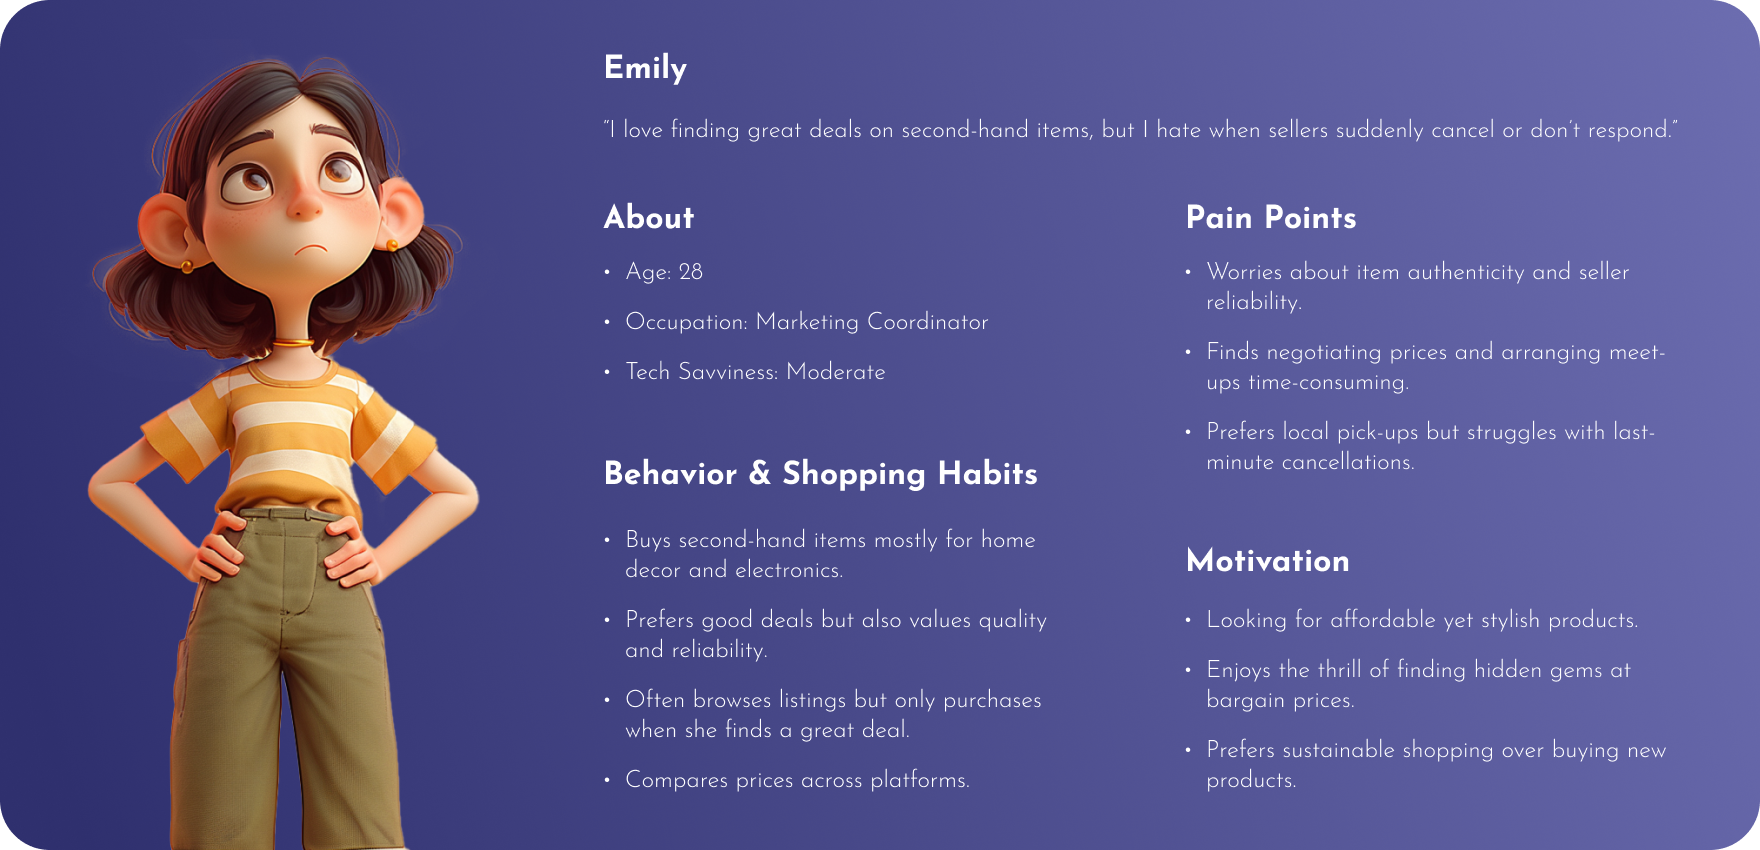 Emily
“I love finding great deals on second-hand items, but I hate when sellers suddenly cancel or don’t respond.”
About
• Age: 28
• Occupation: Marketing Coordinator
• Tech Savviness: Moderate
Behavior & Shopping Habits
• Buys second-hand items mostly for home
decor and electronics.
• Prefers good deals but also values quality
and reliability.
• Often browses listings but only purchases
when she finds a great deal.
• Compares prices across platforms.
Pain Points
• Worries about item authenticity and seller
reliability.
• Finds negotiating prices and arranging meet-
ups time-consuming.
• Prefers local pick-ups but struggles with last-
minute cancellations.
Motivation
• Looking for affordable yet stylish products.
• Enjoys the thrill of finding hidden gems at
bargain prices.
• Prefers sustainable shopping over buying new
products.